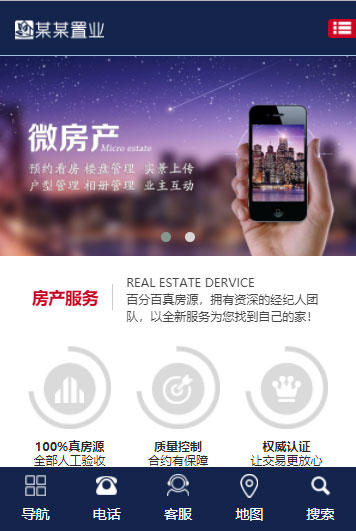 某某置业
微房产
Micro estate
预约看房 楼盘管理 实景上传
户型管理 相册管理 业主互动
房产服务
REAL ESTATE DERVICE
百分百真房源，拥有资深的经纪人团
队，以全新服务为您找到自己的家！
100%真房源
全部人工验收
质量控制
合约有保障
权威认证
让交易更放心
导航
电话
客服
地图
搜索